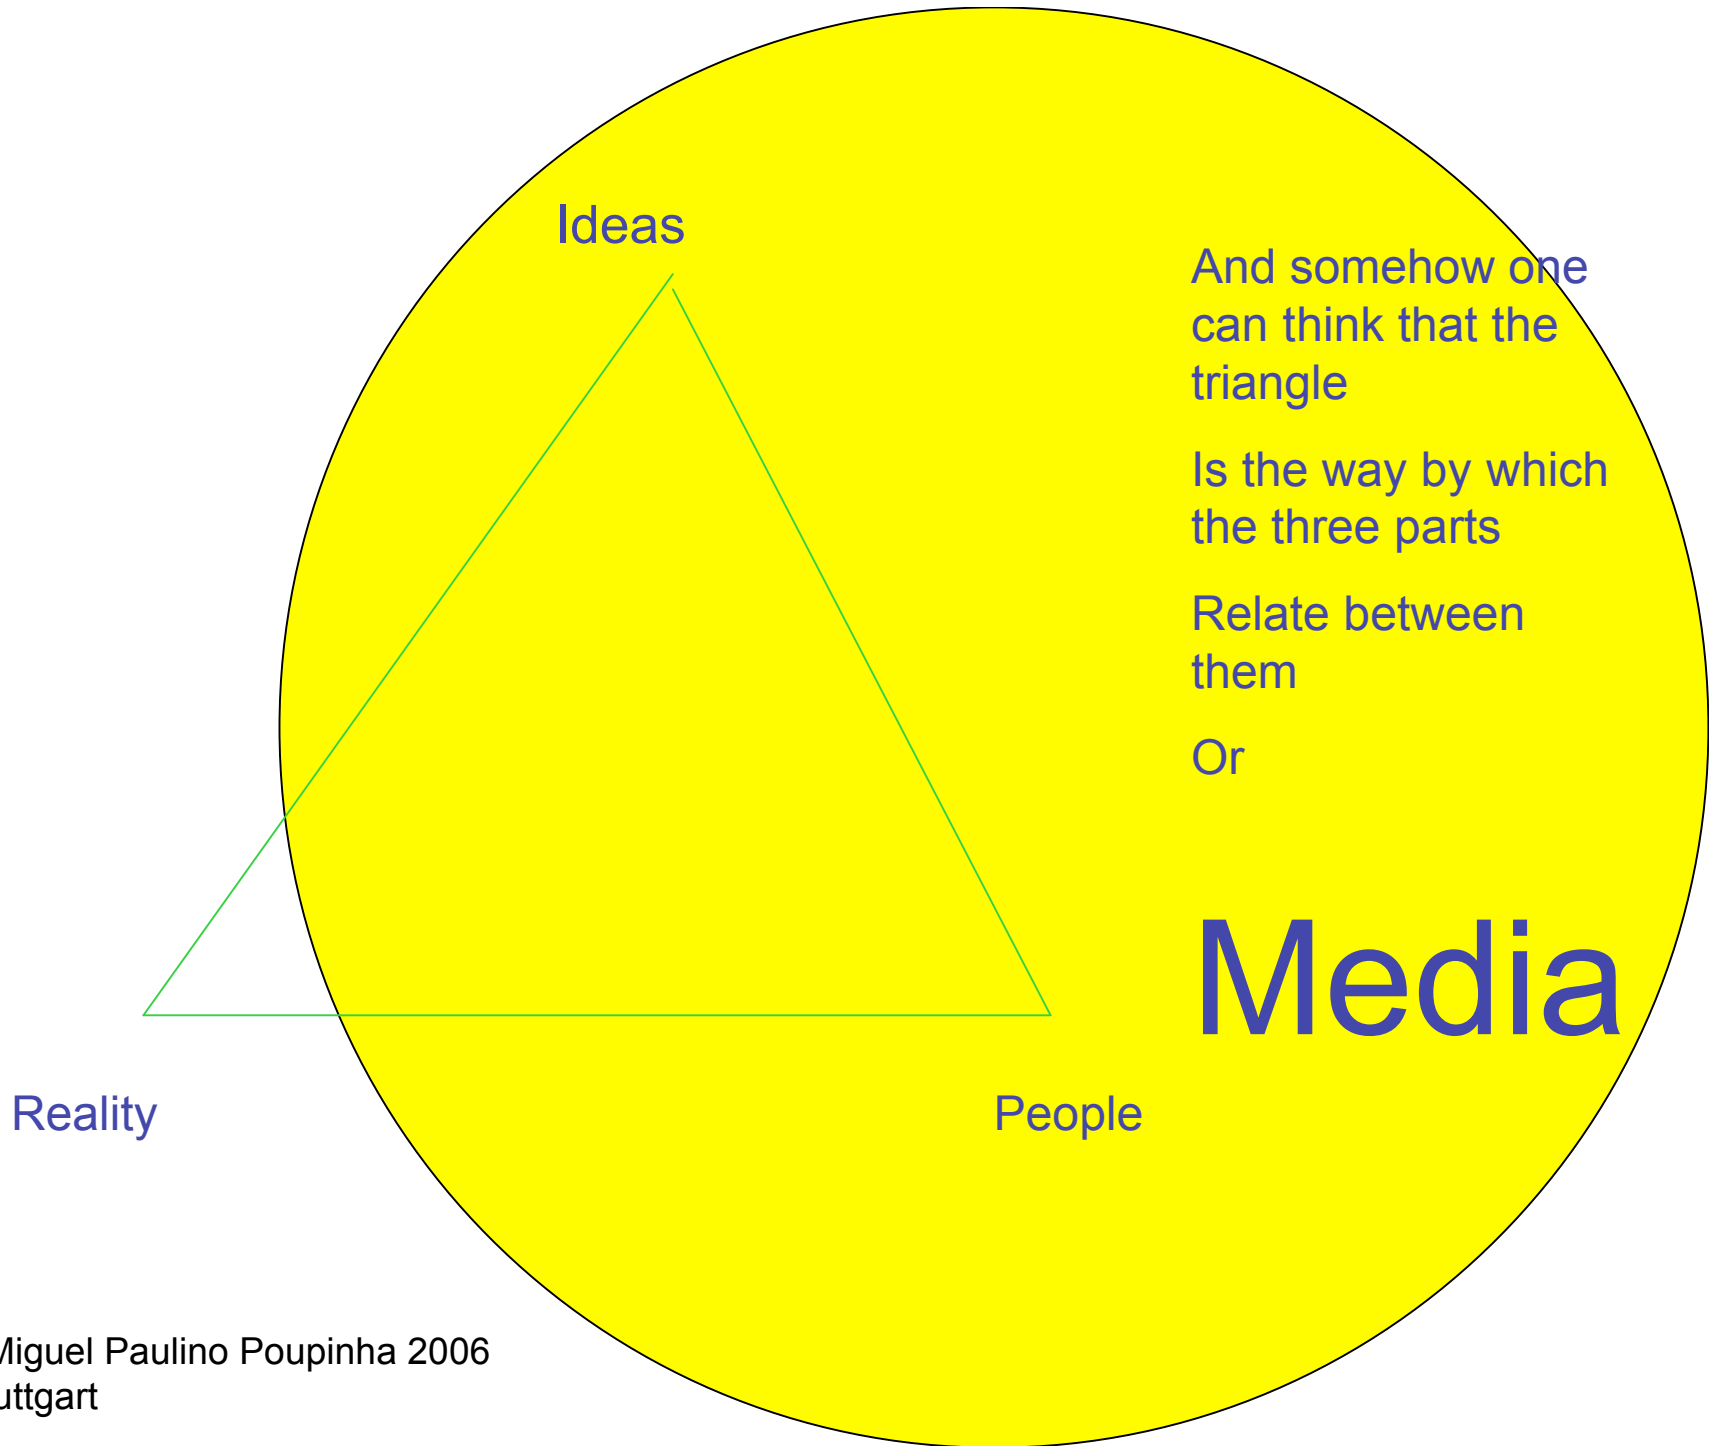 Ideas
And somehow one
can think that the
triangle
Is the way by which
the three parts
Relate between
them
Or
Media
Reality
People
Miguel Paulino Poupinha 2006